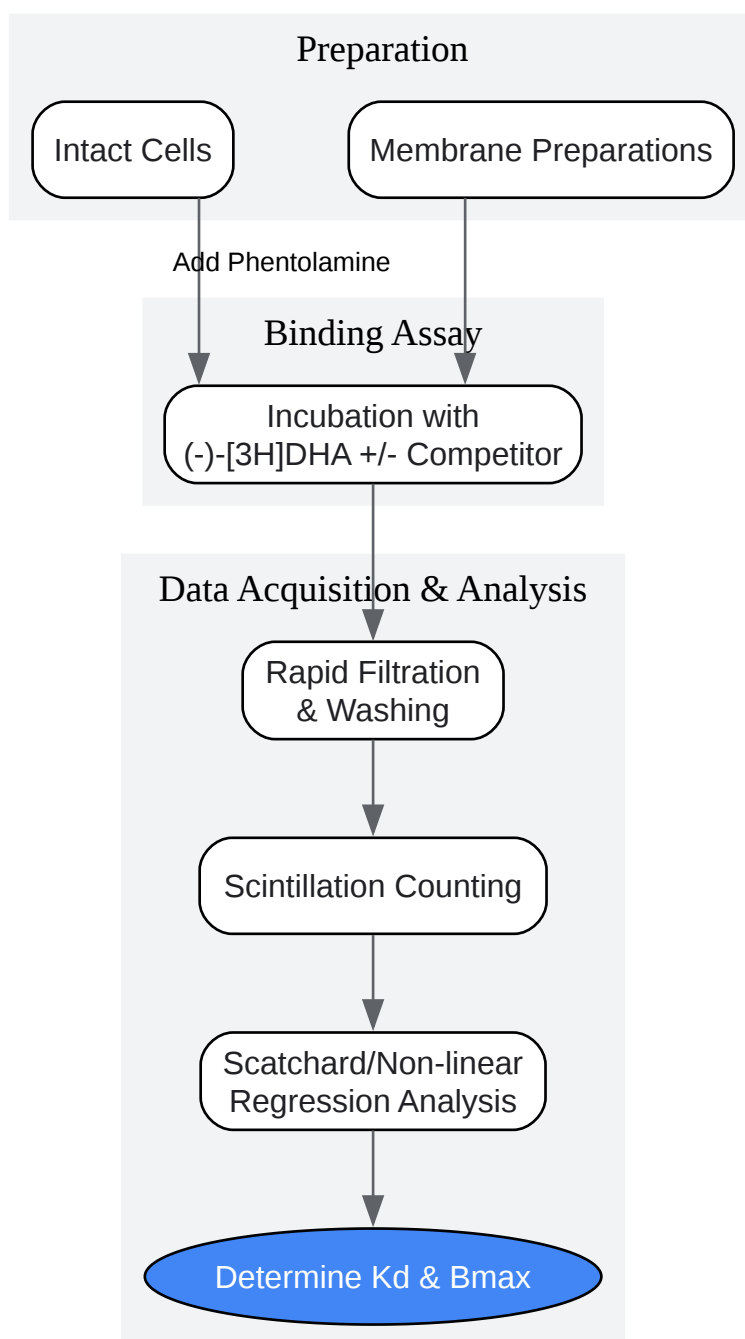 Preparation
Intact Cells
Membrane Preparations
Add Phentolamine
Binding Assay
Incubation with
(-)-[3H]DHA +/- Competitor
Data Acquisition & Analysis
Rapid Filtration
& Washing
Scintillation Counting
Scatchard/Non-linear
Regression Analysis
Determine Kd & Bmax